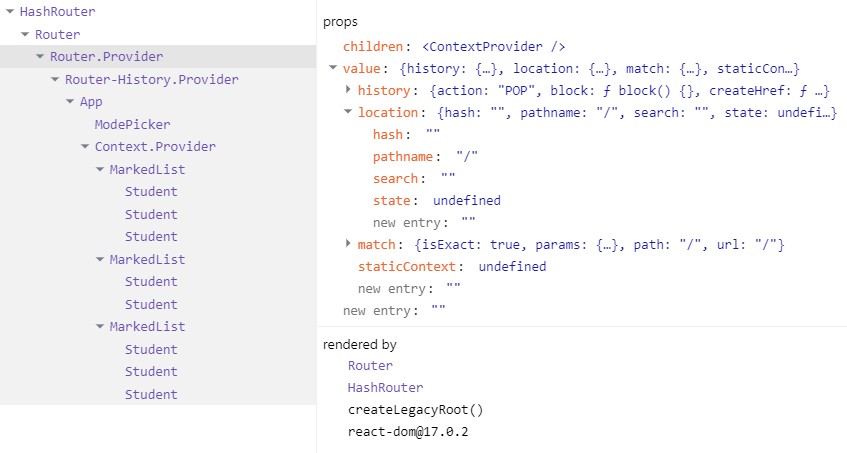 HashRouter
Router
Router.Provider
Router-History.Provider
App
ModePicker
Context.Provider
MarkedList
Student
Student
Student
MarkedList
Student
Student
MarkedList
Student
Student
Student
props
children: <ContextProvider />
value: {history: {…}, location: {…}, match: {…}, staticCon…}
history: {action: "POP", block: ƒ block() {}, createHref: ƒ …}
location: {hash: "", pathname: "/", search: "", state: undefi…}
hash: ""
pathname: "/"
search: ""
state: undefined
new entry: ""
match: {isExact: true, params: {…}, path: "/", url: "/"}
staticContext: undefined
new entry: ""
new entry: ""
rendered by
Router
HashRouter
createLegacyRoot()
react-dom@17.0.2